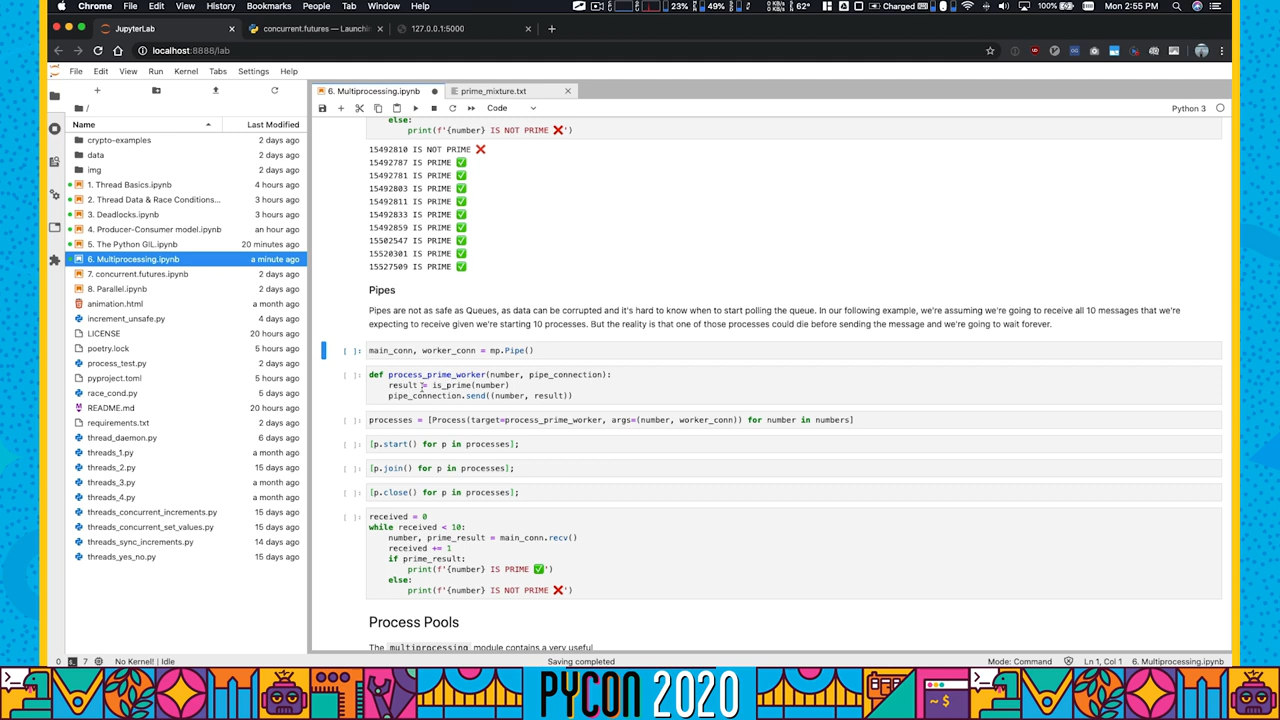 Chrome File Edit View History Bookmarks People Tab Window Help 23% 49% 62° Charged 100% Mon 2:55 PM
JupyterLab × concurrent.futures — Launchi × 127.0.0.1:5000 × +
localhost:8888/lab
File Edit View Run Kernel Tabs Settings Help
6. Multiprocessing.ipynb prime_mixture.txt ×
Code Python 3
/
Name Last Modified
crypto-examples 2 days ago
data 2 days ago
img 2 days ago
1. Thread Basics.ipynb 4 hours ago
2. Thread Data & Race Conditions... 3 hours ago
3. Deadlocks.ipynb 3 hours ago
4. Producer-Consumer model.ipynb an hour ago
5. The Python GIL.ipynb 20 minutes ago
6. Multiprocessing.ipynb a minute ago
7. concurrent.futures.ipynb 2 days ago
8. Parallel.ipynb 2 days ago
animation.html a month ago
increment_unsafe.py 2 days ago
LICENSE 20 hours ago
poetry.lock 2 days ago
process_test.py 2 days ago
pyproject.toml 2 days ago
race_cond.py 5 days ago
README.md 20 hours ago
requirements.txt 2 days ago
thread_daemon.py 6 days ago
threads_1.py a month ago
threads_2.py 15 days ago
threads_3.py a month ago
threads_4.py a month ago
threads_concurrent_increments.py 15 days ago
threads_concurrent_set_values.py 15 days ago
threads_sync_increments.py 14 days ago
threads_yes_no.py 15 days ago
else:
print(f'{number} IS NOT PRIME ❌')
15492810 IS NOT PRIME ❌
15492787 IS PRIME ✅
15492781 IS PRIME ✅
15492803 IS PRIME ✅
15492811 IS PRIME ✅
15492833 IS PRIME ✅
15492859 IS PRIME ✅
15502547 IS PRIME ✅
15520301 IS PRIME ✅
15527509 IS PRIME ✅
Pipes
Pipes are not as safe as Queues, as data can be corrupted and it's hard to know when to start polling the queue. In our following example, we're assuming we're going to receive all 10 messages that we're
expecting to receive given we're starting 10 processes. But the reality is that one of those processes could die before sending the message and we're going to wait forever.
[ ]: main_conn, worker_conn = mp.Pipe()
[ ]: def process_prime_worker(number, pipe_connection):
result = is_prime(number)
pipe_connection.send((number, result))
[ ]: processes = [Process(target=process_prime_worker, args=(number, worker_conn)) for number in numbers]
[ ]: [p.start() for p in processes];
[ ]: [p.join() for p in processes];
[ ]: [p.close() for p in processes];
[ ]: received = 0
while received < 10:
number, prime_result = main_conn.recv()
received += 1
if prime_result:
print(f'{number} IS PRIME ✅')
else:
print(f'{number} IS NOT PRIME ❌')
Process Pools
The multiprocessing module contains a very useful
0 7 No Kernel! | Idle Saving completed Mode: Command Ln 1, Col 1 6. Multiprocessing.ipynb
PYCON 2020